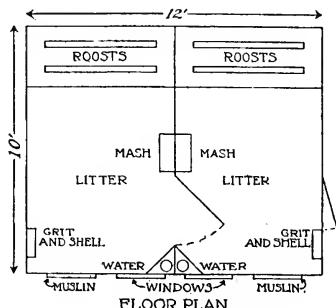 12'
10'
ROOSTS ROOSTS
MASH MASH
LITTER LITTER
GRIT AND SHELL
GRIT AND SHELL
WATER WATER
MUSLIN WINDOWS MUSLIN
FLOOR PLAN